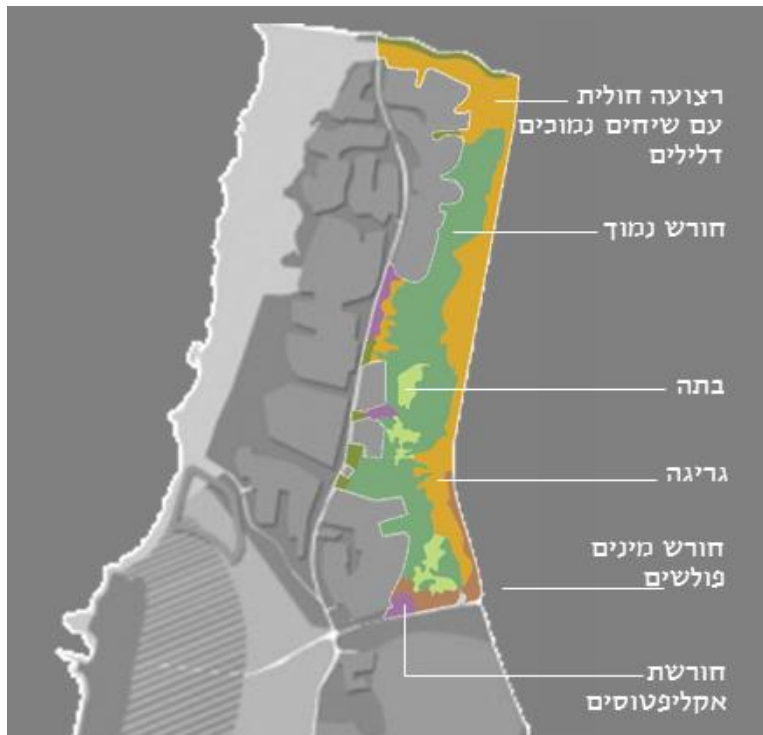 רצועה חולית
עם שיחים נמוכים
דלילים
חורש נמוך
בתה
גריגה
חורש מינים
פולשים
חורשת
אקליפטוסים